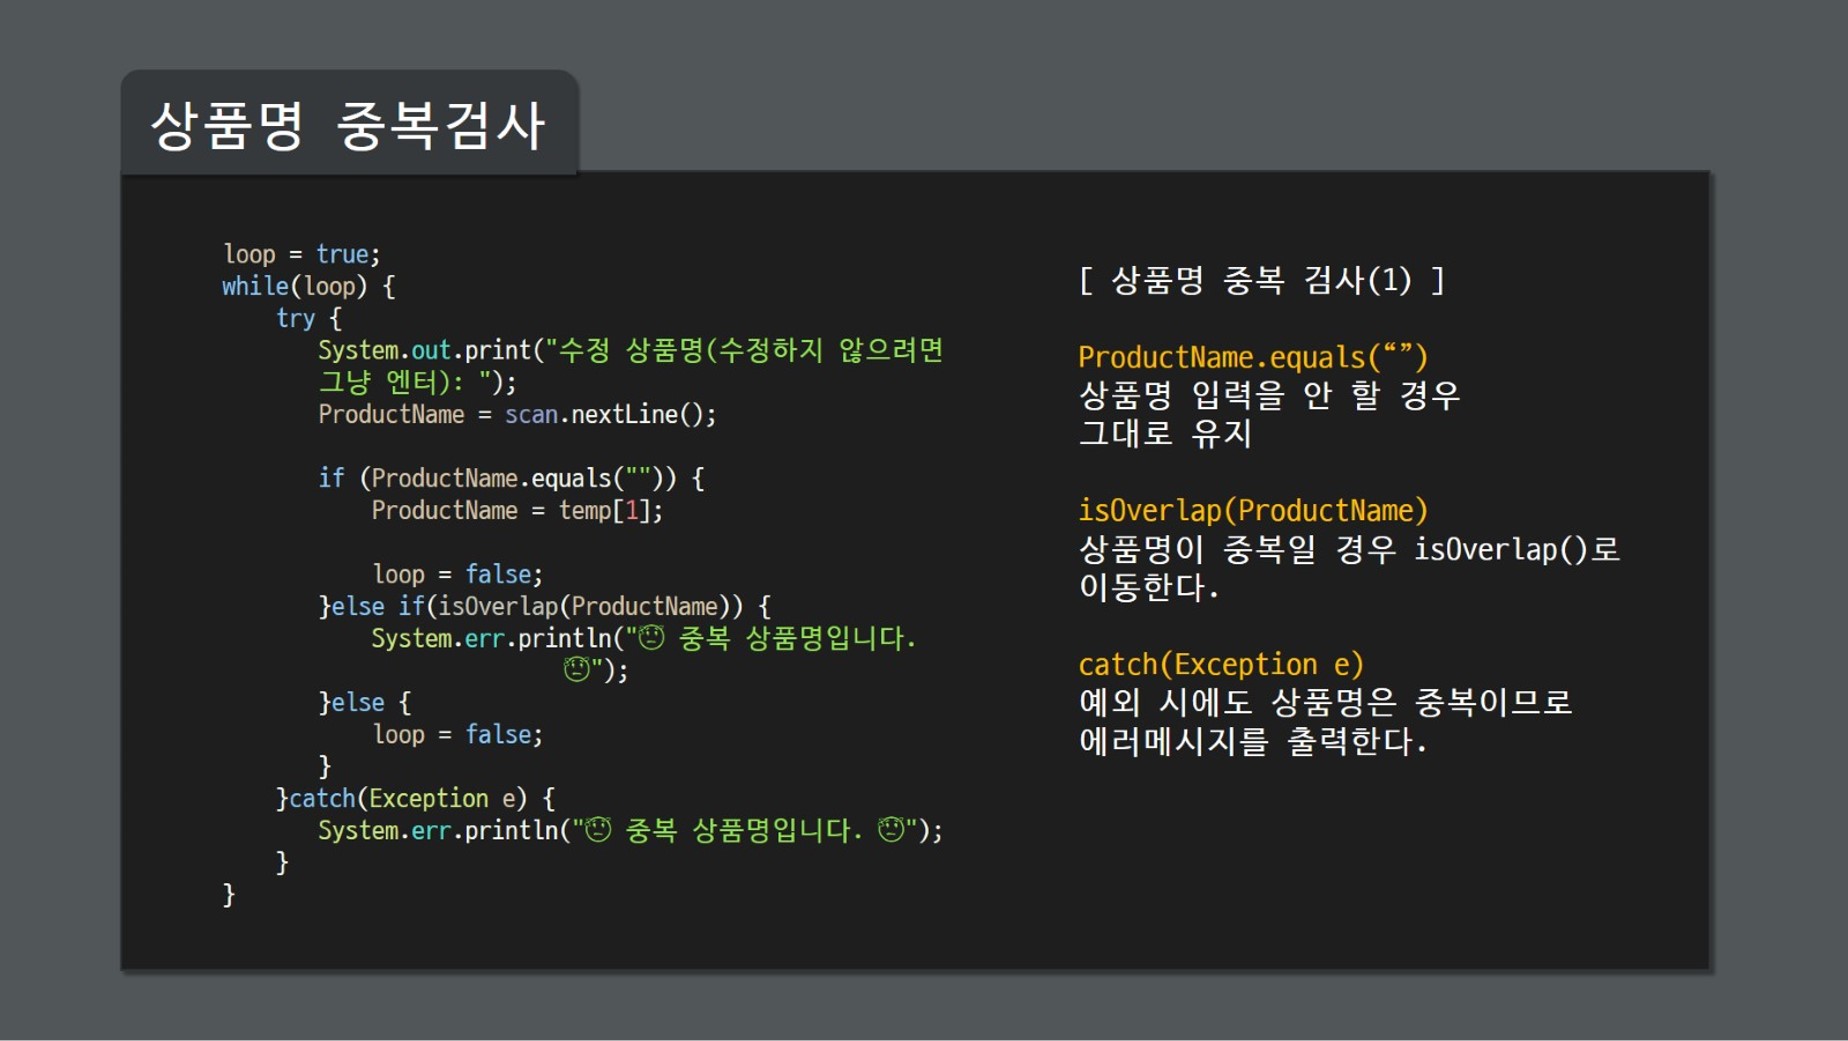 상품명 중복검사
loop = true;
while(loop) {
try {
System.out.print("수정 상품명(수정하지 않으려면
그냥 엔터): ");
ProductName = scan.nextLine();
if (ProductName.equals("")) {
ProductName = temp[1];
loop = false;
}else if(isOverlap(ProductName)) {
System.err.println("😇 중복 상품명입니다.
😇");
}else {
loop = false;
}
}catch(Exception e) {
System.err.println("😇 중복 상품명입니다. 😇");
}
}
[ 상품명 중복 검사(1) ]
ProductName.equals(“”)
상품명 입력을 안 할 경우
그대로 유지
isOverlap(ProductName)
상품명이 중복일 경우 isOverlap()로
이동한다.
catch(Exception e)
예외 시에도 상품명은 중복이므로
에러메시지를 출력한다.